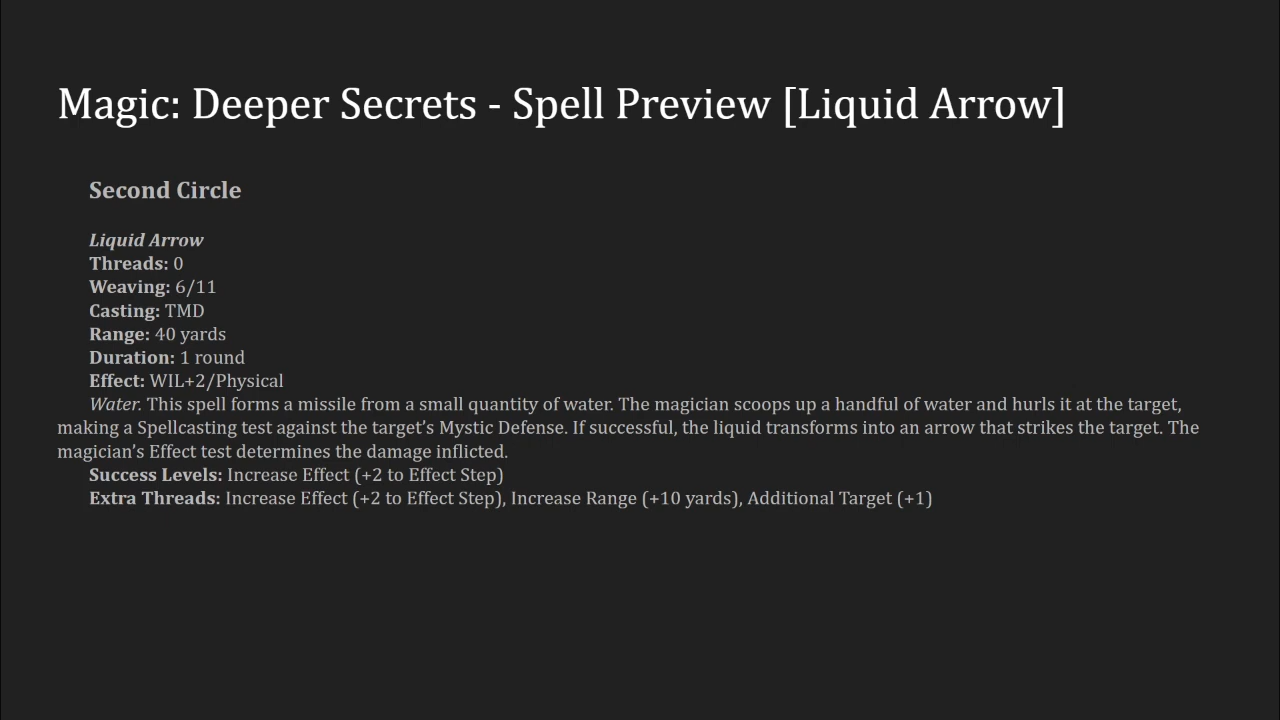 Magic: Deeper Secrets - Spell Preview [Liquid Arrow]
Second Circle
Liquid Arrow
Threads: 0
Weaving: 6/11
Casting: TMD
Range: 40 yards
Duration: 1 round
Effect: WIL+2/Physical
Water. This spell forms a missile from a small quantity of water. The magician scoops up a handful of water and hurls it at the target,
making a Spellcasting test against the target’s Mystic Defense. If successful, the liquid transforms into an arrow that strikes the target. The
magician’s Effect test determines the damage inflicted.
Success Levels: Increase Effect (+2 to Effect Step)
Extra Threads: Increase Effect (+2 to Effect Step), Increase Range (+10 yards), Additional Target (+1)